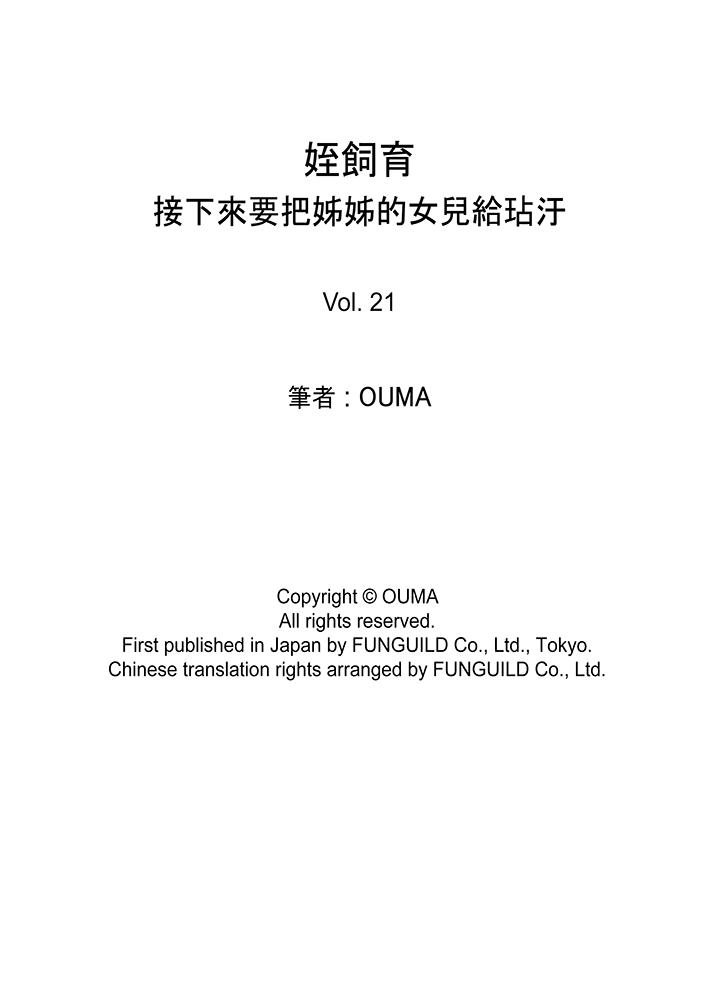 姪飼育
接下來要把姊姊的女兒給玷汙
Vol. 21
筆者 : OUMA
Copyright © OUMA
All rights reserved.
First published in Japan by FUNGUILD Co., Ltd., Tokyo.
Chinese translation rights arranged by FUNGUILD Co., Ltd.